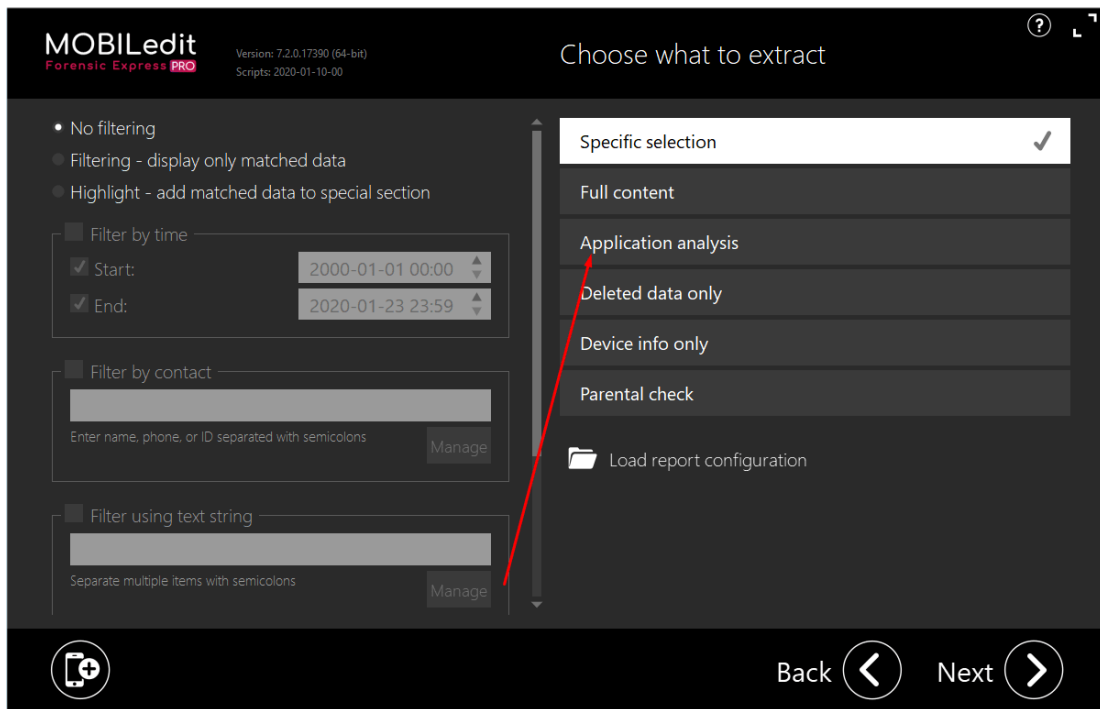 MOBILedit
Forensic Express PRO
Version: 7.2.0.17390 (64-bit)
Scripts: 2020-01-10-00
Choose what to extract
?
No filtering
Filtering - display only matched data
Highlight - add matched data to special section
Filter by time
Start:
2000-01-01 00:00
End:
2020-01-23 23:59
Filter by contact
Enter name, phone, or ID separated with semicolons
Manage
Filter using text string
Separate multiple items with semicolons
Manage
Specific selection
Full content
Application analysis
Deleted data only
Device info only
Parental check
Load report configuration
Back
Next